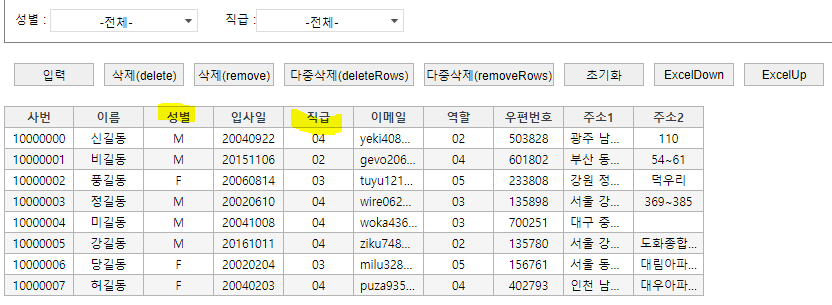 성별 : -전체- 직급 : -전체-
입력 삭제(delete) 삭제(remove) 다중삭제(deleteRows) 다중삭제(removeRows) 초기화 ExcelDown ExcelUp
사번 이름 성별 입사일 직급 이메일 역할 우편번호 주소1 주소2
10000000 신길동 M 20040922 04 yeki408... 02 503828 광주 남... 110
10000001 비길동 M 20151106 02 gevo206... 04 601802 부산 동... 54~61
10000002 풍길동 F 20060814 03 tuyu121... 05 233808 강원 정... 덕우리
10000003 정길동 M 20020610 04 wire062... 03 135898 서울 강... 369~385
10000004 미길동 M 20041008 04 woka436... 03 700251 대구 중...
10000005 강길동 M 20161011 04 ziku748... 02 135780 서울 강... 도화종합...
10000006 당길동 F 20020204 03 milu328... 05 156761 서울 동... 대림아파...
10000007 허길동 F 20040203 04 puza935... 04 402793 인천 남... 대우아파...